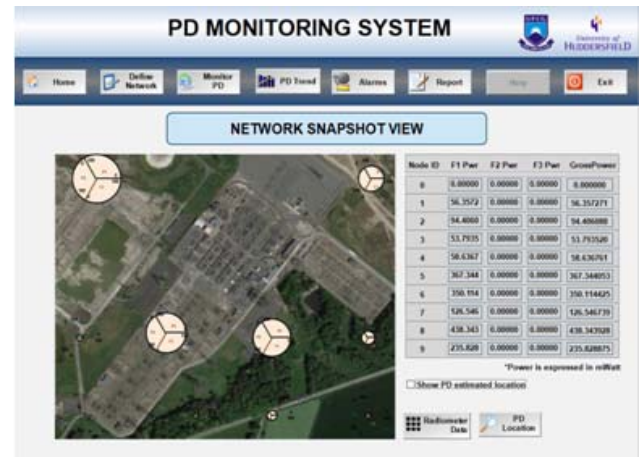 PD MONITORING SYSTEM
University of
HUDDERSFIELD
Home
Define
Network
Monitor
PD
PD Trend
Alarms
Report
Exit
NETWORK SNAPSHOT VIEW
Node ID F1 Pwr F2 Pwr F3 Pwr GrossPower
0 0.00000 0.00000 0.00000 0.000000
1 56.3572 0.00000 0.00000 56.357271
2 94.4060 0.00000 0.00000
3 53.7935 0.00000 0.00000 53.793520
4 58.6367 0.00000 0.00000 58.636761
5 367.344 0.00000 0.00000 367.344053
6 350.114 0.00000 0.00000 350.114425
7 126.546 0.00000 0.00000 126.546739
8 438.343 0.00000 0.00000 438.343928
9 235.828 0.00000 0.00000 235.828875
*Power is expressed in mWatt
Show PD estimated location
Radiometer
Data
PD
Location